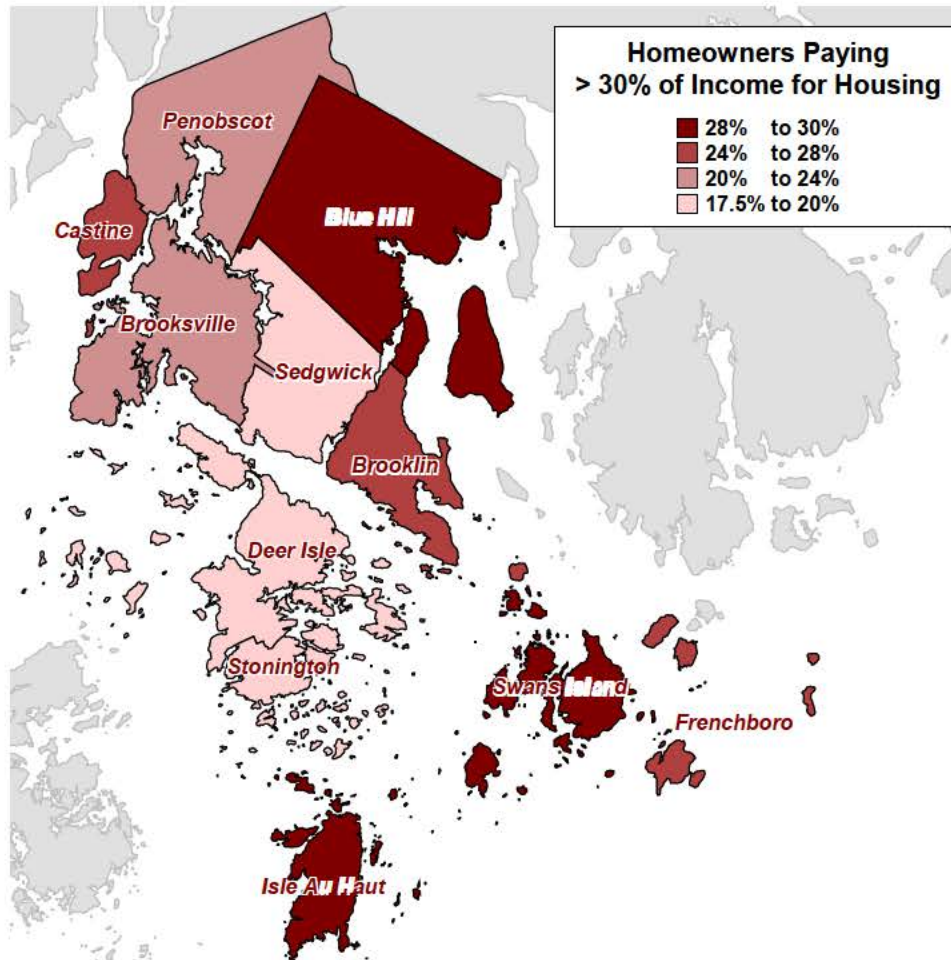 Homeowners Paying
> 30% of Income for Housing
28% to 30%
24% to 28%
20% to 24%
17.5% to 20%
Penobscot
Blue Hill
Castine
Brooksville
Sedgwick
Brooklin
Deer Isle
Stonington
Swans Island
Frenchboro
Isle Au Haut